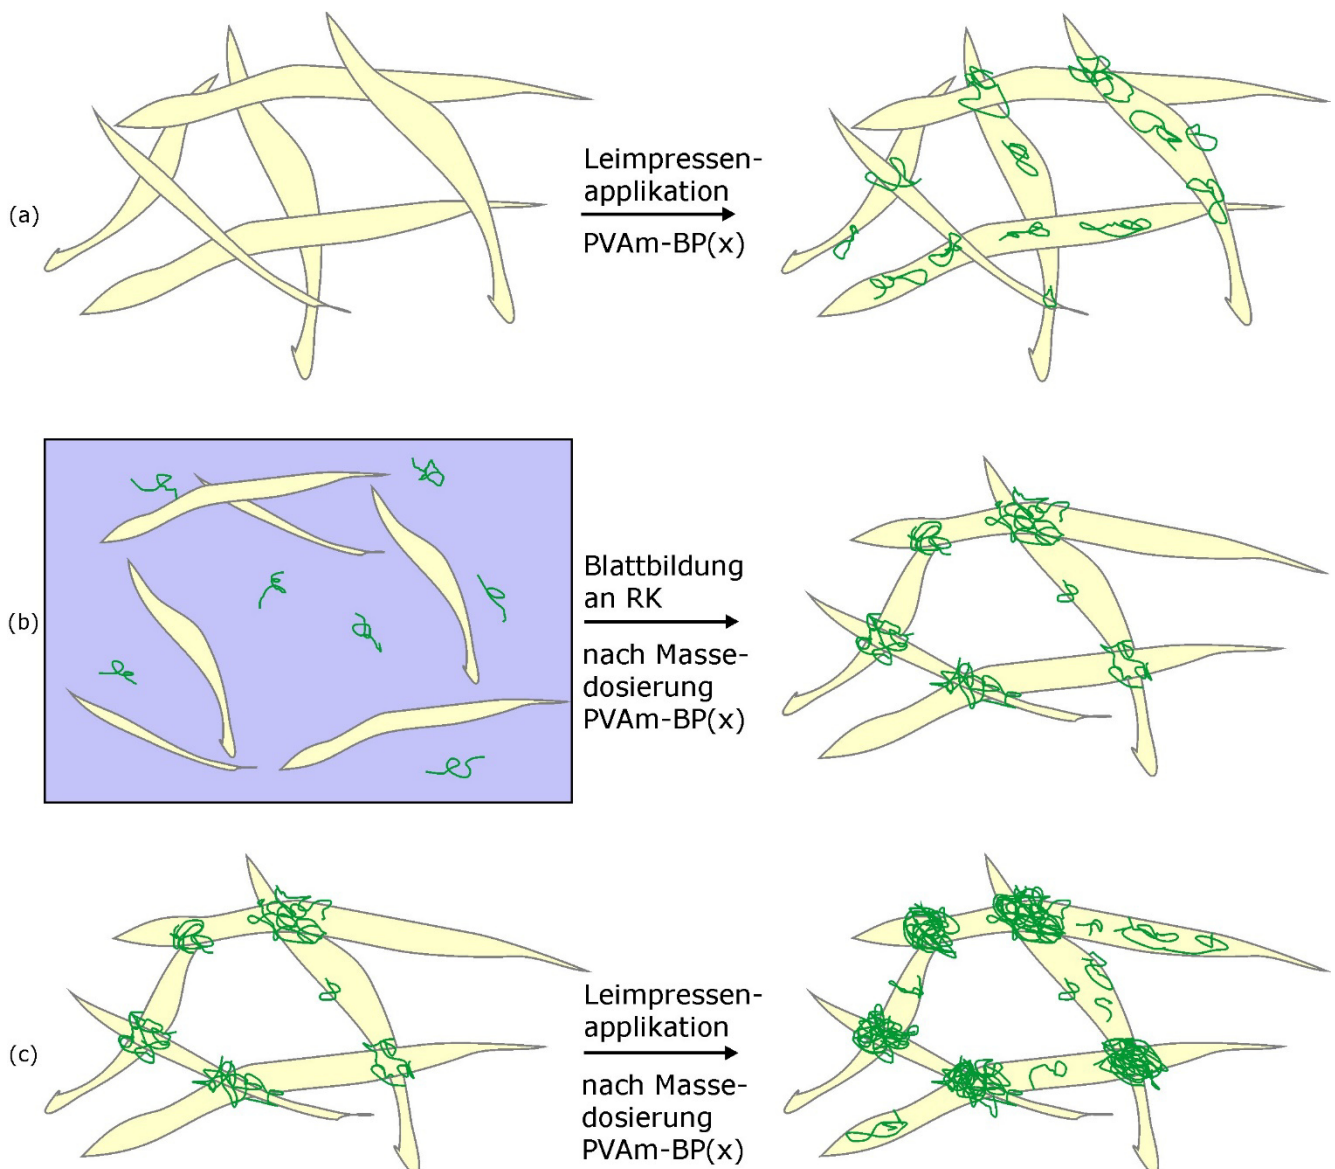 (a)
Leimpressen-
applikation
PVAm-BP(x)
(b)
Blattbildung
an RK
nach Masse-
dosierung
PVAm-BP(x)
(c)
Leimpressen-
applikation
nach Masse-
dosierung
PVAm-BP(x)